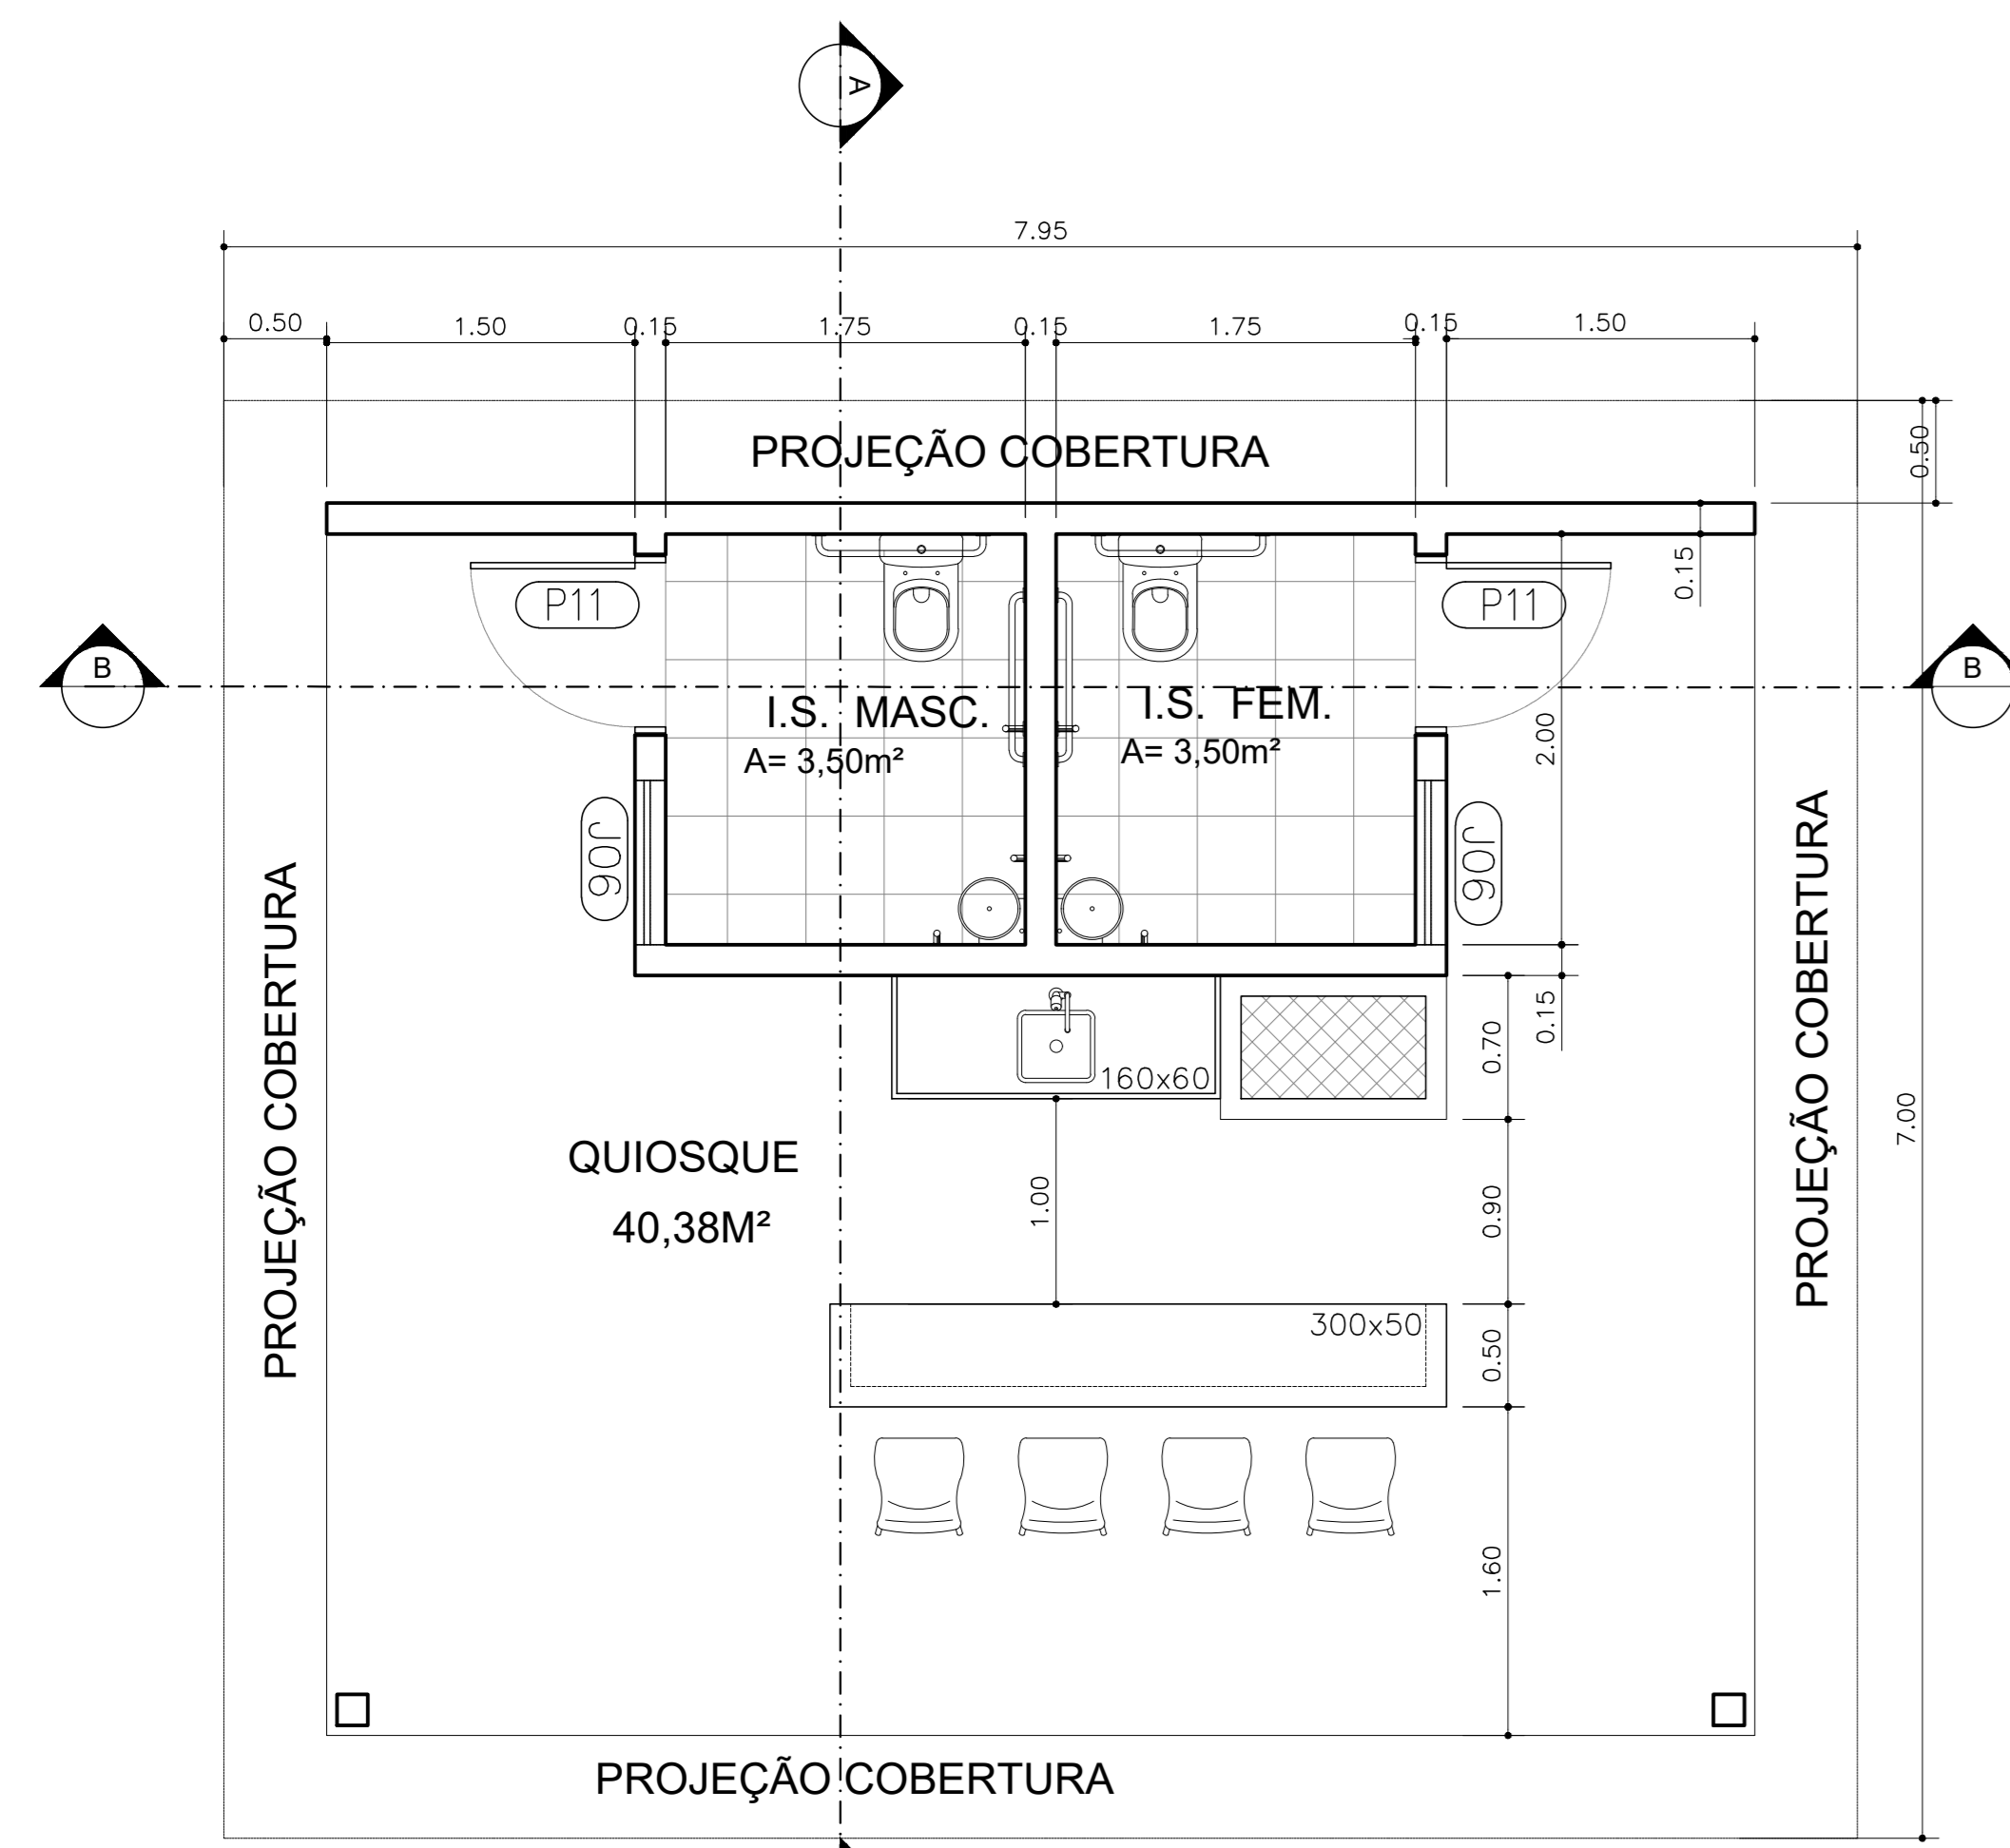 A
7.95
0.50
1.50
0.15
1.75
0.15
1.75
0.15
1.50
PROJEÇÃO COBERTURA
0.50
0.15
P11
P11
B
B
I.S. MASC.
A= 3,50m²
I.S. FEM.
A= 3,50m²
2.00
J06
J06
PROJEÇÃO COBERTURA
PROJEÇÃO COBERTURA
160x60
0.70
0.15
7.00
QUIOSQUE
40,38M²
1.00
0.90
300x50
0.50
1.60
PROJEÇÃO COBERTURA